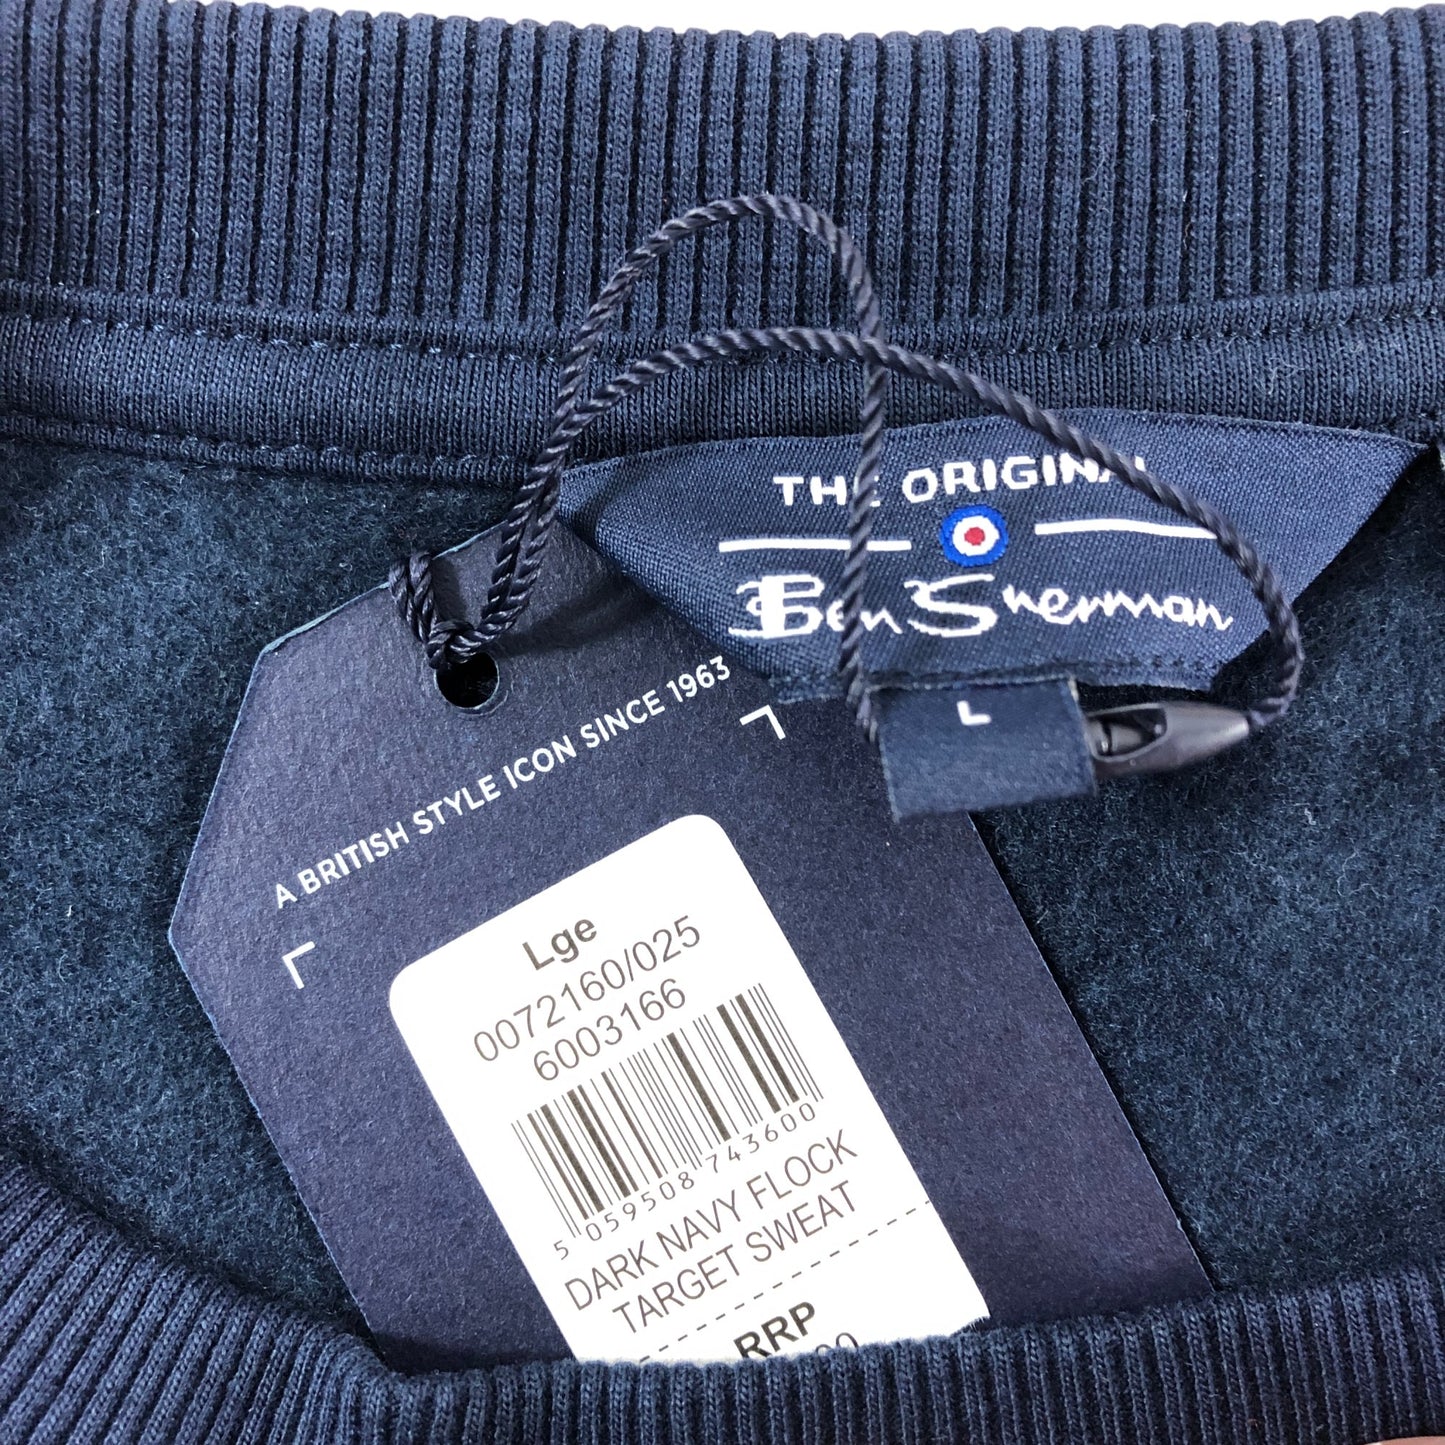 THE ORIGINAL
Ben Sherman
L
A BRITISH STYLE ICON SINCE 1963
Lge
0072160/025
6003166
5 059508 743600
DARK NAVY FLOCK
TARGET SWEAT
RRP